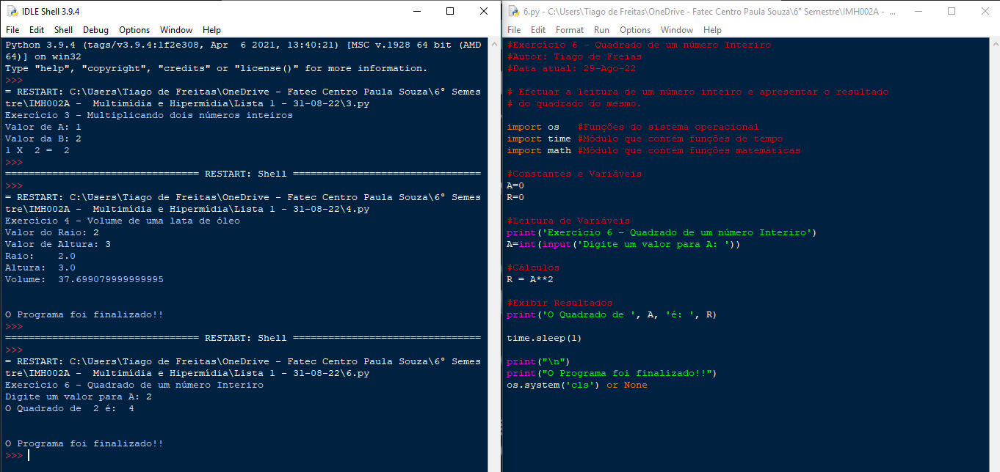 IDLE Shell 3.9.4
File Edit Shell Debug Options Window Help
Python 3.9.4 (tags/v3.9.4:1f2e308, Apr  6 2021, 13:40:21) [MSC v.1928 64 bit (AMD
64)] on win32
Type "help", "copyright", "credits" or "license()" for more information.
>>>
= RESTART: C:\Users\Tiago de Freitas\OneDrive - Fatec Centro Paula Souza\6° Semes
tre\IMH002A -  Multimídia e Hipermídia\Lista 1 - 31-08-22\3.py
Exercício 3 - Multiplicando dois números inteiros
Valor de A: 1
Valor da B: 2
1 X  2 =  2
>>>
================================= RESTART: Shell ================================
>>>
= RESTART: C:\Users\Tiago de Freitas\OneDrive - Fatec Centro Paula Souza\6° Semes
tre\IMH002A -  Multimídia e Hipermídia\Lista 1 - 31-08-22\4.py
Exercício 4 - Volume de uma lata de óleo
Valor do Raio: 2
Valor de Altura: 3
Raio:    2.0
Altura:  3.0
Volume:  37.699079999999995
O Programa foi finalizado!!
>>>
================================= RESTART: Shell ================================
>>>
= RESTART: C:\Users\Tiago de Freitas\OneDrive - Fatec Centro Paula Souza\6° Semes
tre\IMH002A -  Multimídia e Hipermídia\Lista 1 - 31-08-22\6.py
Exercício 6 - Quadrado de um número Interiro
Digite um valor para A: 2
O Quadrado de  2 é:  4
O Programa foi finalizado!!
>>>
6.py - C:\Users\Tiago de Freitas\OneDrive - Fatec Centro Paula Souza\6° Semestre\IMH002A - ...
File Edit Format Run Options Window Help
#Exercício 6 - Quadrado de um número Interiro
#Autor: Tiago de Freias
#Data atual: 29-Ago-22
# Efetuar a leitura de um número inteiro e apresentar o resultado
# do quadrado do mesmo.
import os   #Funções do sistema operacional
import time #Módulo que contém funções de tempo
import math #Módulo que contém funções matemáticas
#Constantes e Variáveis
A=0
R=0
#Leitura de Variáveis
print('Exercício 6 - Quadrado de um número Interiro')
A=int(input('Digite um valor para A: '))
#Cálculos
R = A**2
#Exibir Resultados
print('O Quadrado de ', A, 'é: ', R)
time.sleep(1)
print("\n")
print("O Programa foi finalizado!!")
os.system('cls') or None